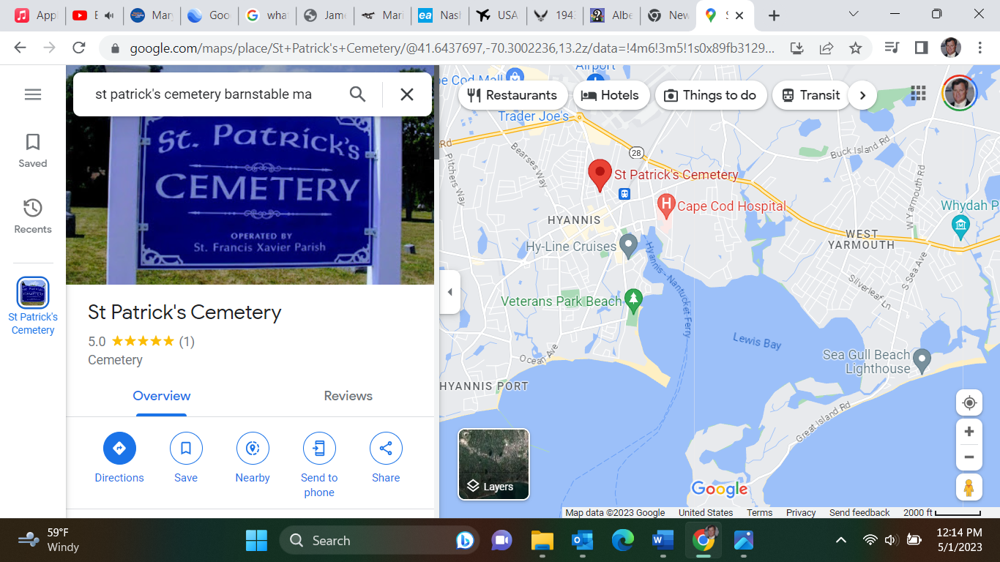 Appl
E
Mary
Goo
wha
Jame
Mari
ea
Nash
USA
194
Albe
New
S
google.com/maps/place/St+Patrick's+Cemetery/@41.6437697,-70.3002236,13.2z/data=!4m6!3m5!1s0x89fb3129...
st patrick's cemetery barnstable ma
Saved
Recents
St Patrick's
Cemetery
St. Patrick's
CEMETERY
OPERATED BY
St. Francis Xavier Parish
St Patrick's Cemetery
5.0
(1)
Cemetery
Overview
Reviews
Directions
Save
Nearby
Send to
phone
Share
Restaurants
Hotels
Things to do
Transit
pe Cod Mall
Airport
Trader Joe's
Rd
Pitchers Way
Bearses Way
28
Buck Island Rd
W Yarmouth Rd
St Patrick's Cemetery
H
Cape Cod Hospital
Whydah P
HYANNIS
WEST
YARMOUTH
Hy-Line Cruises
Hyannis - Nantucket Ferry
S Sea Ave
Silverleaf Ln
Veterans Park Beach
Lewis Bay
Ocean Ave
Sea Gull Beach
Lighthouse
HYANNIS PORT
Great Island Rd
Layers
Google
Map data ©2023 Google
United States
Terms
Privacy
Send feedback
2000 ft
59°F
Windy
Search
12:14 PM
5/1/2023